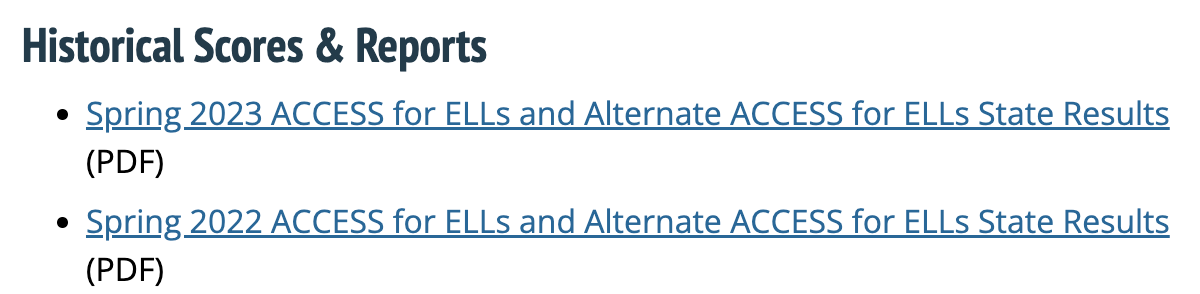 Historical Scores & Reports
• Spring 2023 ACCESS for ELLs and Alternate ACCESS for ELLs State Results
(PDF)
• Spring 2022 ACCESS for ELLs and Alternate ACCESS for ELLs State Results
(PDF)